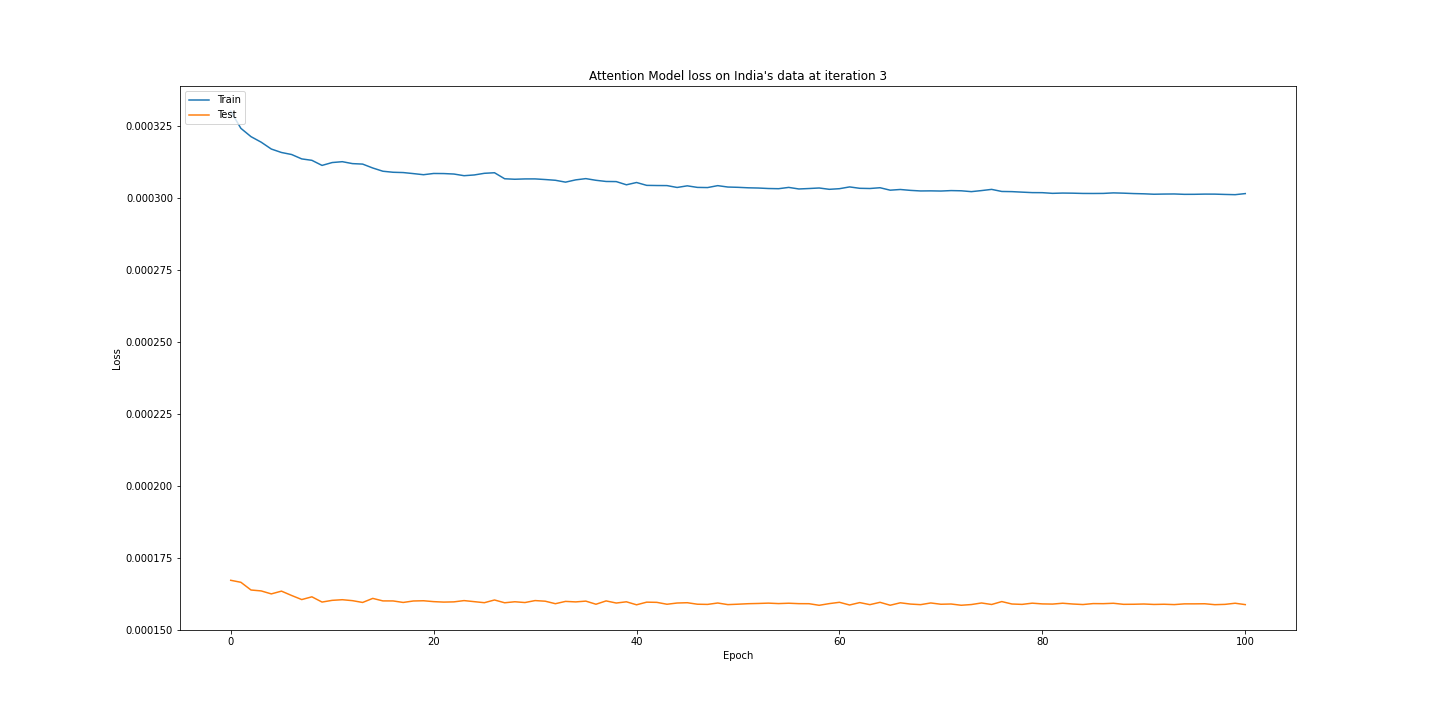 Attention Model loss on India's data at iteration 3
Train
Test
0.000325
0.000300
0.000275
0.000250
0.000225
0.000200
0.000175
0.000150
Loss
0 20 40 60 80 100
Epoch